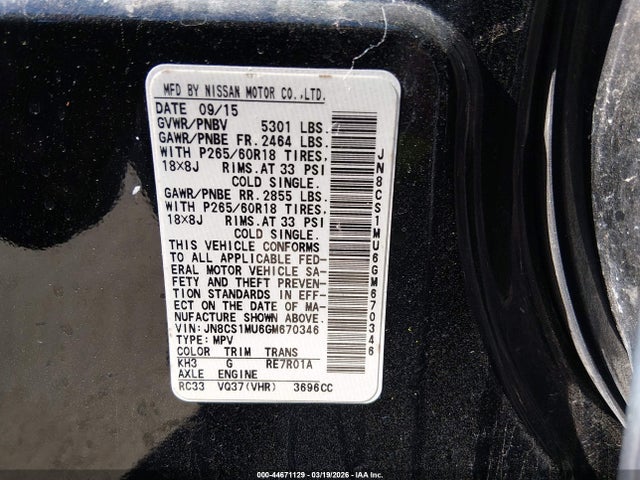 MFD BY NISSAN MOTOR CO.,LTD.
DATE 09/15
GVWR/PNBV 5301 LBS.
GAWR/PNBE FR. 2464 LBS.
WITH P265/60R18 TIRES,
18x8J RIMS. AT 33 PSI
COLD SINGLE.
GAWR/PNBE RR. 2855 LBS.
WITH P265/60R18 TIRES,
18x8J RIMS. AT 33 PSI
COLD SINGLE.
THIS VEHICLE CONFORMS
TO ALL APPLICABLE FED-
ERAL MOTOR VEHICLE SA-
FETY AND THEFT PREVEN-
TION STANDARDS IN EFF-
ECT ON THE DATE OF MA-
NUFACTURE SHOWN ABOVE.
VIN: JN8CS1MU6GM670346
TYPE: MPV
COLOR TRIM TRANS
KH3 G RE7R01A
AXLE ENGINE
RC33 VQ37(VHR) 3696CC
JN8CS1MU6GM670346
000-44671129 - 03/19/2026 - IAA Inc.